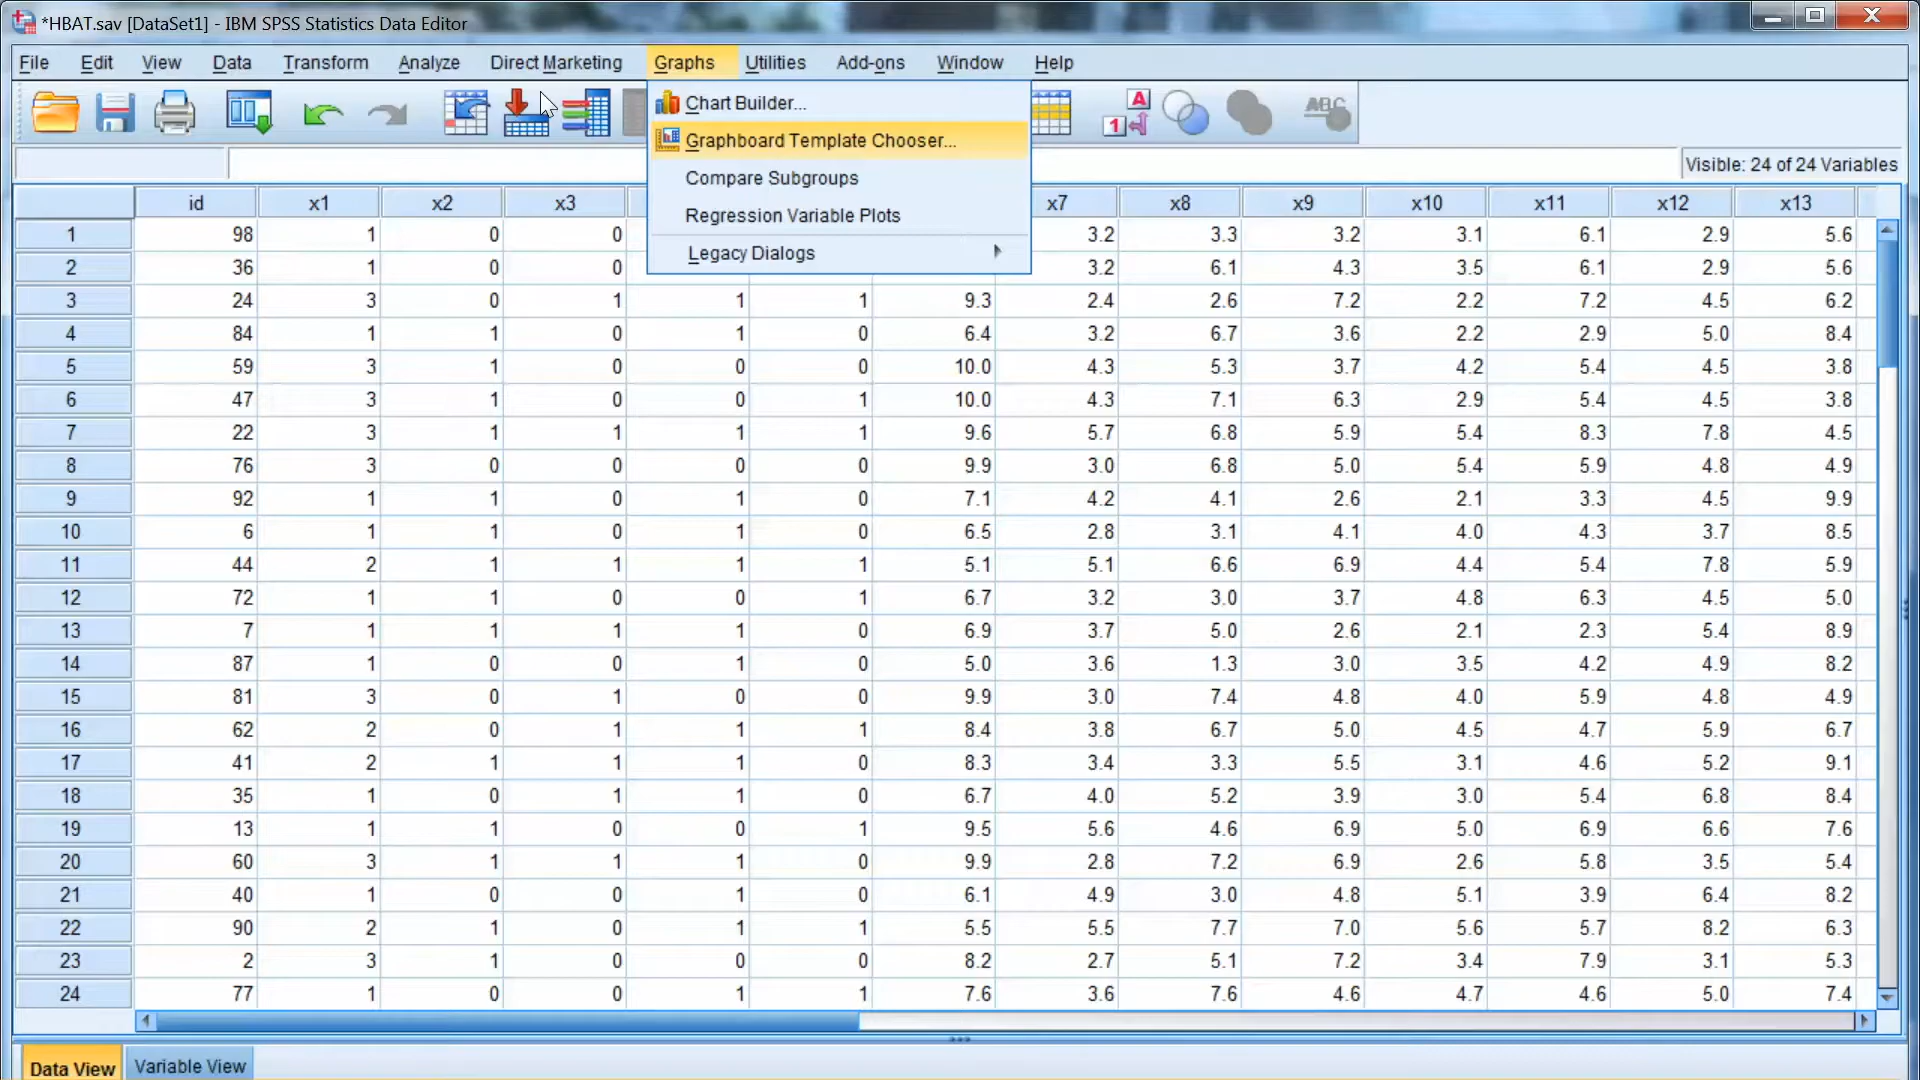 *HBAT.sav [DataSet1] - IBM SPSS Statistics Data Editor
File Edit View Data Transform Analyze Direct Marketing Graphs Utilities Add-ons Window Help
Chart Builder...
Graphboard Template Chooser...
Compare Subgroups
Regression Variable Plots
Legacy Dialogs
A
1
ABC
Visible: 24 of 24 Variables
id x1 x2 x3 x7 x8 x9 x10 x11 x12 x13
1 98 1 0 0 3.2 3.3 3.2 3.1 6.1 2.9 5.6
2 36 1 0 0 3.2 6.1 4.3 3.5 6.1 2.9 5.6
3 24 3 0 1 1 1 9.3 2.4 2.6 7.2 2.2 7.2 4.5 6.2
4 84 1 1 0 1 0 6.4 3.2 6.7 3.6 2.2 2.9 5.0 8.4
5 59 3 1 0 0 0 10.0 4.3 5.3 3.7 4.2 5.4 4.5 3.8
6 47 3 1 0 0 1 10.0 4.3 7.1 6.3 2.9 5.4 4.5 3.8
7 22 3 1 1 1 1 9.6 5.7 6.8 5.9 5.4 8.3 7.8 4.5
8 76 3 0 0 0 0 9.9 3.0 6.8 5.0 5.4 5.9 4.8 4.9
9 92 1 1 0 1 0 7.1 4.2 4.1 2.6 2.1 3.3 4.5 9.9
10 6 1 1 0 1 0 6.5 2.8 3.1 4.1 4.0 4.3 3.7 8.5
11 44 2 1 1 1 1 5.1 5.1 6.6 6.9 4.4 5.4 7.8 5.9
12 72 1 1 0 0 1 6.7 3.2 3.0 3.7 4.8 6.3 4.5 5.0
13 7 1 1 1 1 0 6.9 3.7 5.0 2.6 2.1 2.3 5.4 8.9
14 87 1 0 0 1 0 5.0 3.6 1.3 3.0 3.5 4.2 4.9 8.2
15 81 3 0 1 0 0 9.9 3.0 7.4 4.8 4.0 5.9 4.8 4.9
16 62 2 0 1 1 1 8.4 3.8 6.7 5.0 4.5 4.7 5.9 6.7
17 41 2 1 1 1 0 8.3 3.4 3.3 5.5 3.1 4.6 5.2 9.1
18 35 1 0 1 1 0 6.7 4.0 5.2 3.9 3.0 5.4 6.8 8.4
19 13 1 1 0 0 1 9.5 5.6 4.6 6.9 5.0 6.9 6.6 7.6
20 60 3 1 1 1 0 9.9 2.8 7.2 6.9 2.6 5.8 3.5 5.4
21 40 1 0 0 1 0 6.1 4.9 3.0 4.8 5.1 3.9 6.4 8.2
22 90 2 1 0 1 1 5.5 5.5 7.7 7.0 5.6 5.7 8.2 6.3
23 2 3 1 0 0 0 8.2 2.7 5.1 7.2 3.4 7.9 3.1 5.3
24 77 1 0 0 1 1 7.6 3.6 7.6 4.6 4.7 4.6 5.0 7.4
Data View Variable View